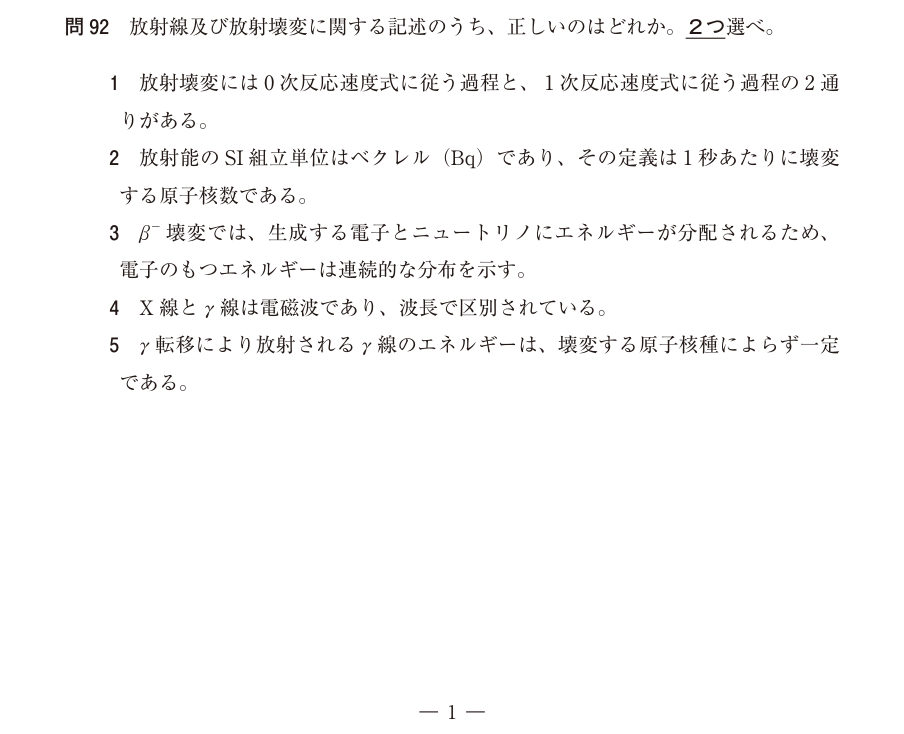 問 92 放射線及び放射壊変に関する記述のうち、正しいのはどれか。2つ選べ。
1 放射壊変には0次反応速度式に従う過程と、1次反応速度式に従う過程の2通
りがある。
2 放射能の SI 組立単位はベクレル（Bq）であり、その定義は1秒あたりに壊変
する原子核数である。
3 β⁻ 壊変では、生成する電子とニュートリノにエネルギーが分配されるため、
電子のもつエネルギーは連続的な分布を示す。
4 X 線と γ 線は電磁波であり、波長で区別されている。
5 γ 転移により放射される γ 線のエネルギーは、壊変する原子核種によらず一定
である。
— 1 —